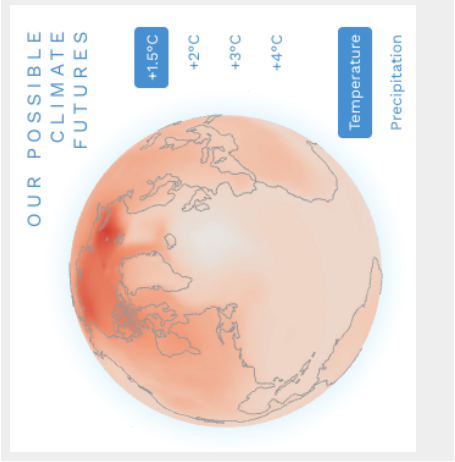 OUR POSSIBLE
CLIMATE
FUTURES
+1.5°C
+2°C
+3°C
+4°C
Temperature
Precipitation